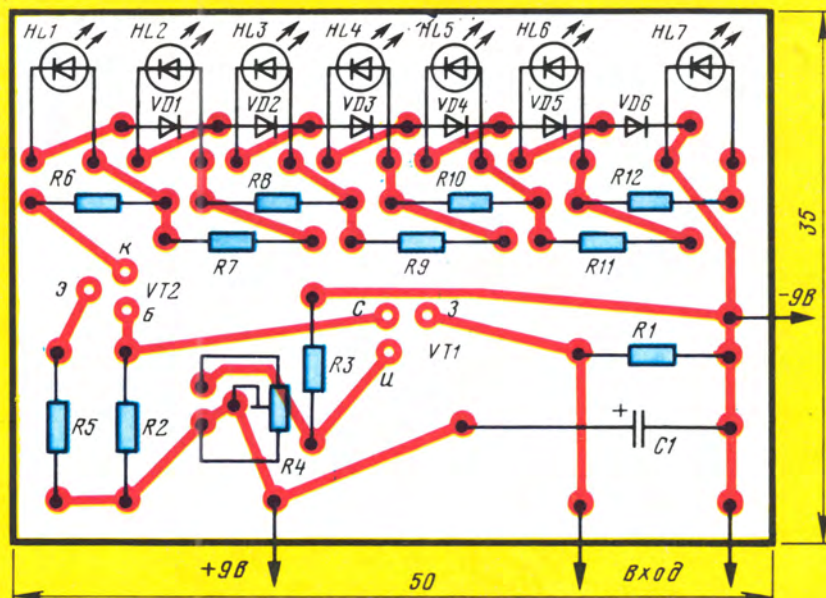 HL1 HL2 HL3 HL4 HL5 HL6 HL7
VD1 VD2 VD3 VD4 VD5 VD6
R6 R8 R10 R12
R7 R9 R11
35
К
Э VT2
Б
С З
VT1
И
-9В
R3 R1
R5 R2 R4
+ C1
+9В
вход
50